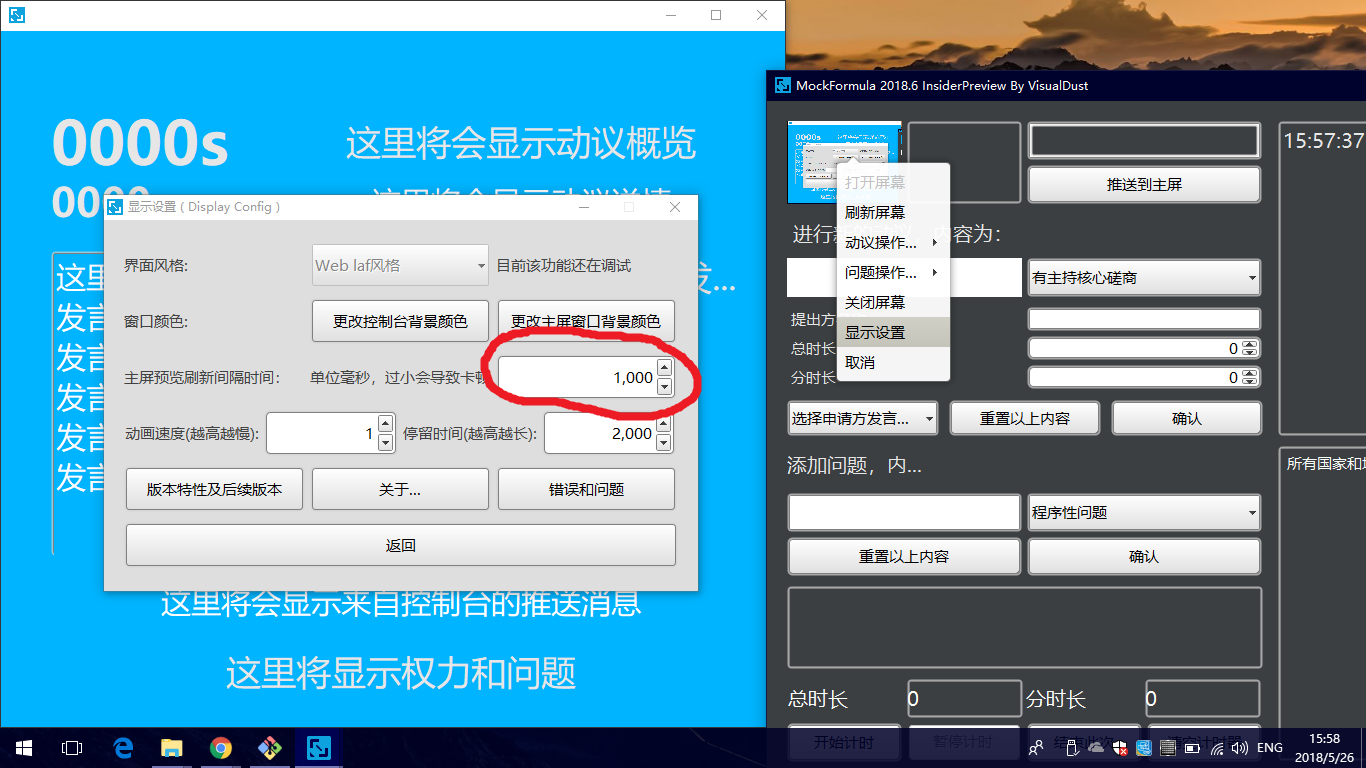 0000s
这里将会显示动议概览
显示设置 ( Display Config )
界面风格:
Web laf风格
目前该功能还在调试
窗口颜色:
更改控制台背景颜色
更改主屏窗口背景颜色
主屏预览刷新间隔时间:
单位毫秒，过小会导致卡顿
1,000
动画速度(越高越慢):
1
停留时间(越高越长):
2,000
版本特性及后续版本
关于...
错误和问题
返回
这里
发...
发言
发言
发言
发言
发言
这里将会显示来自控制台的推送消息
这里将显示权力和问题
MockFormula 2018.6 InsiderPreview By VisualDust
15:57:37
推送到主屏
打开屏幕
刷新屏幕
动议操作...
问题操作...
关闭屏幕
显示设置
取消
进行新
内容为:
有主持核心磋商
提出方
总时长
0
分时长
0
选择申请方发言...
重置以上内容
确认
所有国家和地
添加问题，内...
程序性问题
重置以上内容
确认
总时长
0
分时长
0
开始计时
暂停计时
结束此次
清空计时器
ENG
15:58
2018/5/26